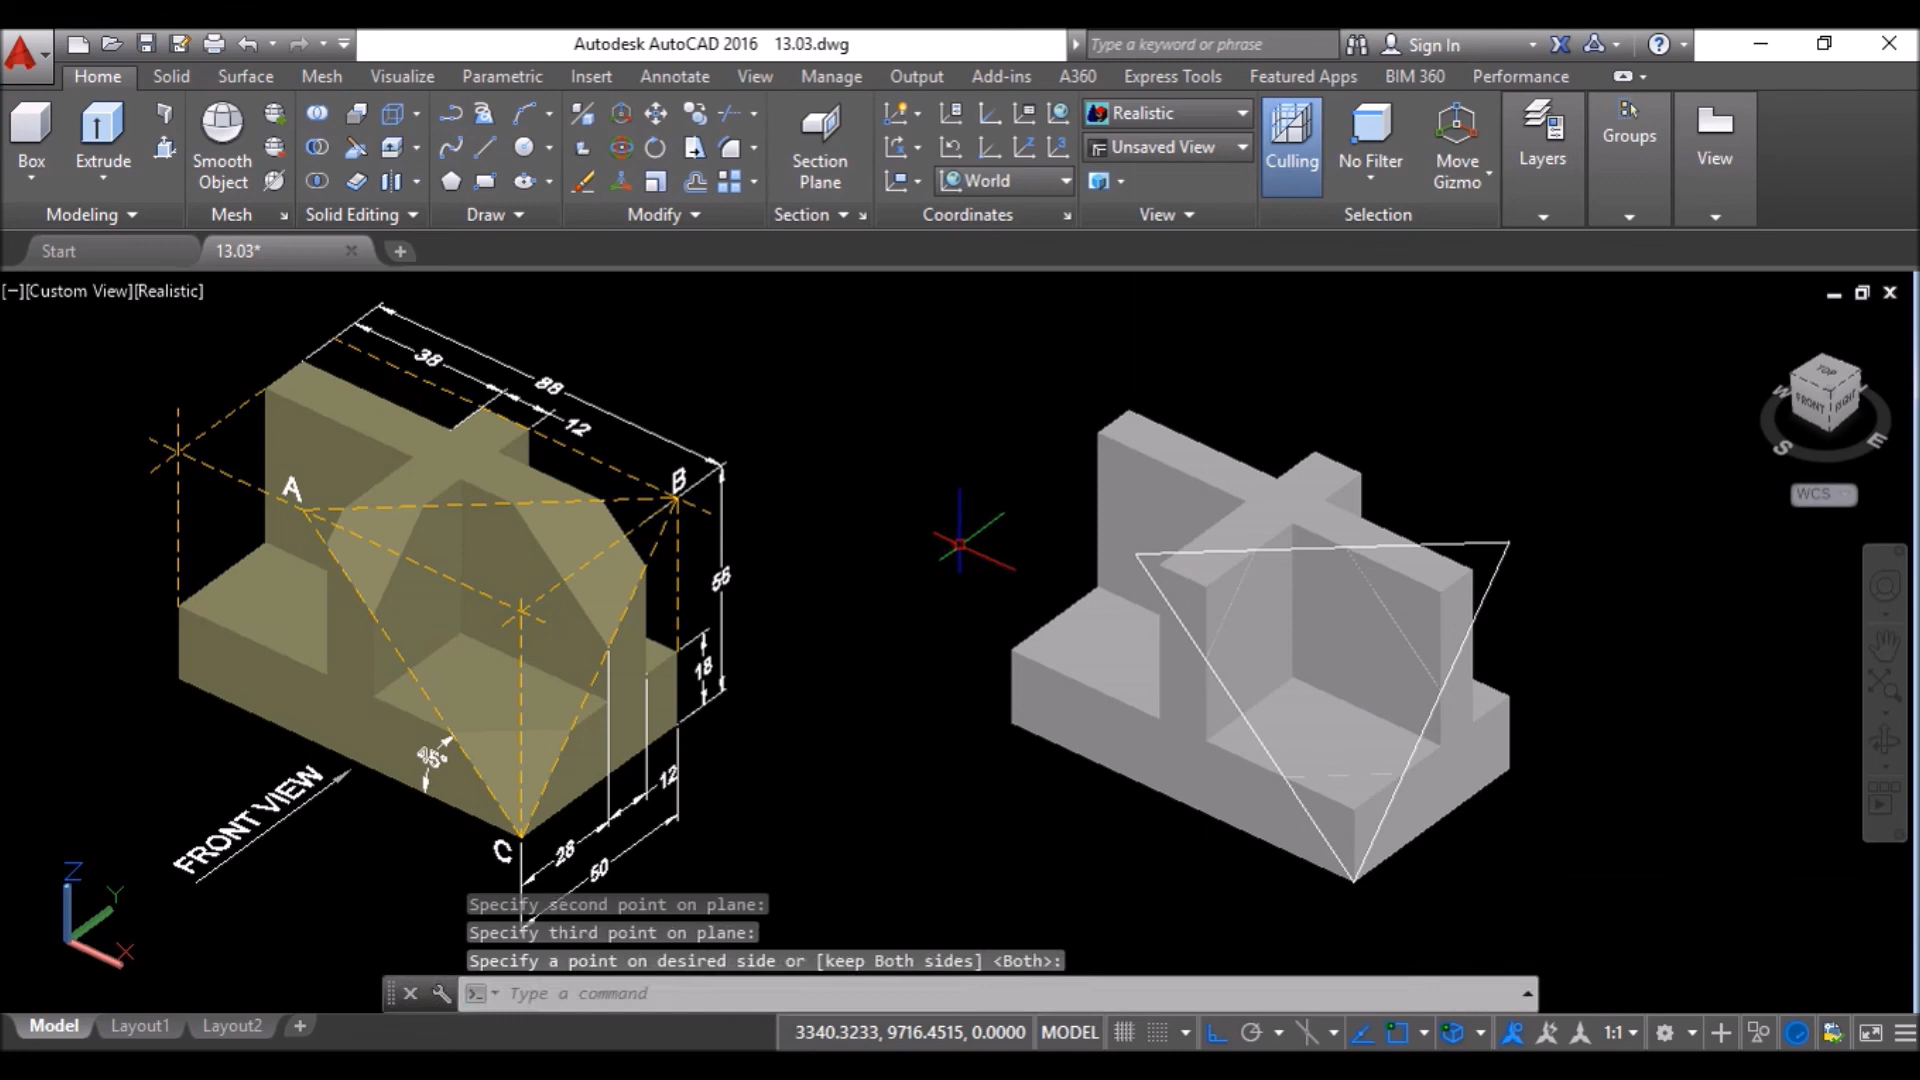 Autodesk AutoCAD 2016 13.03.dwg
Type a keyword or phrase
Sign In
Home Solid Surface Mesh Visualize Parametric Insert Annotate View Manage Output Add-ins A360 Express Tools Featured Apps BIM 360 Performance
Box
Extrude
Smooth
Object
Section
Plane
Realistic
Unsaved View
World
Culling
No Filter
Move
Gizmo
Layers
Groups
View
Modeling Mesh Solid Editing Draw Modify Section Coordinates View Selection
Start 13.03*
[−][Custom View][Realistic]
38
88
12
A
B
18
45°
12
28
50
C
FRONT VIEW
TOP
FRONT
RIGHT
W
S
E
WCS
Z
Y
X
Specify second point on plane:
Specify third point on plane:
Specify a point on desired side or [keep Both sides] <Both>:
Type a command
Model Layout1 Layout2 +
3340.3233, 9716.4515, 0.0000 MODEL 1:1